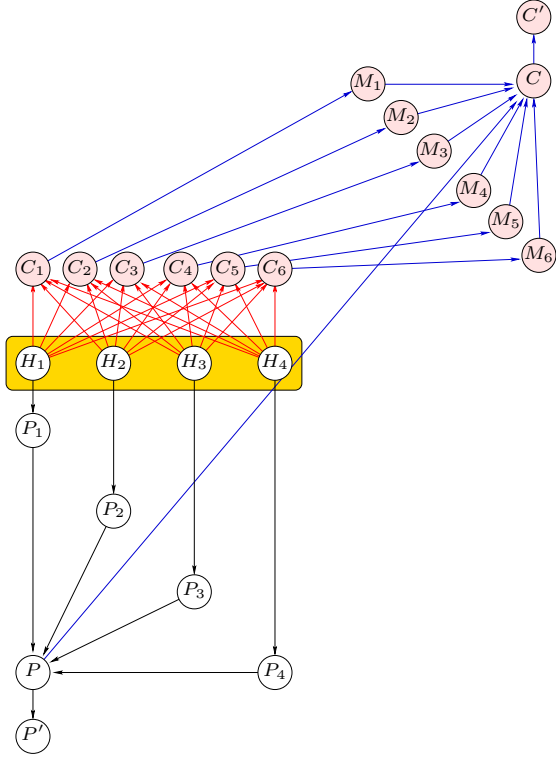 C′
M₁ C
M₂
M₃
M₄
M₅
M₆
C₁ C₂ C₃ C₄ C₅ C₆
H₁ H₂ H₃ H₄
P₁
P₂
P₃
P P₄
P′